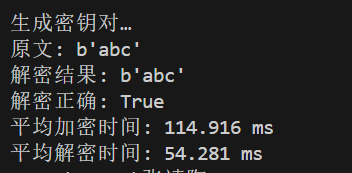 生成密钥对…
原文: b'abc'
解密结果: b'abc'
解密正确: True
平均加密时间: 114.916 ms
平均解密时间: 54.281 ms